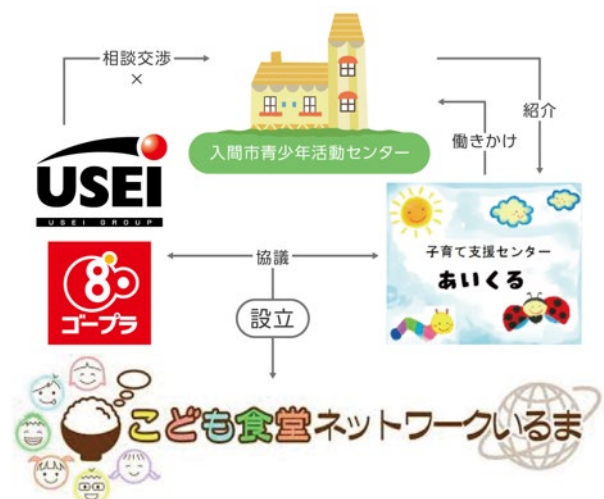 相談交渉
×
入間市青少年活動センター
紹介
働きかけ
USEI
USEI GROUP
ゴープラ
協議
子育て支援センター
あいくる
設立
こども食堂ネットワークいるま